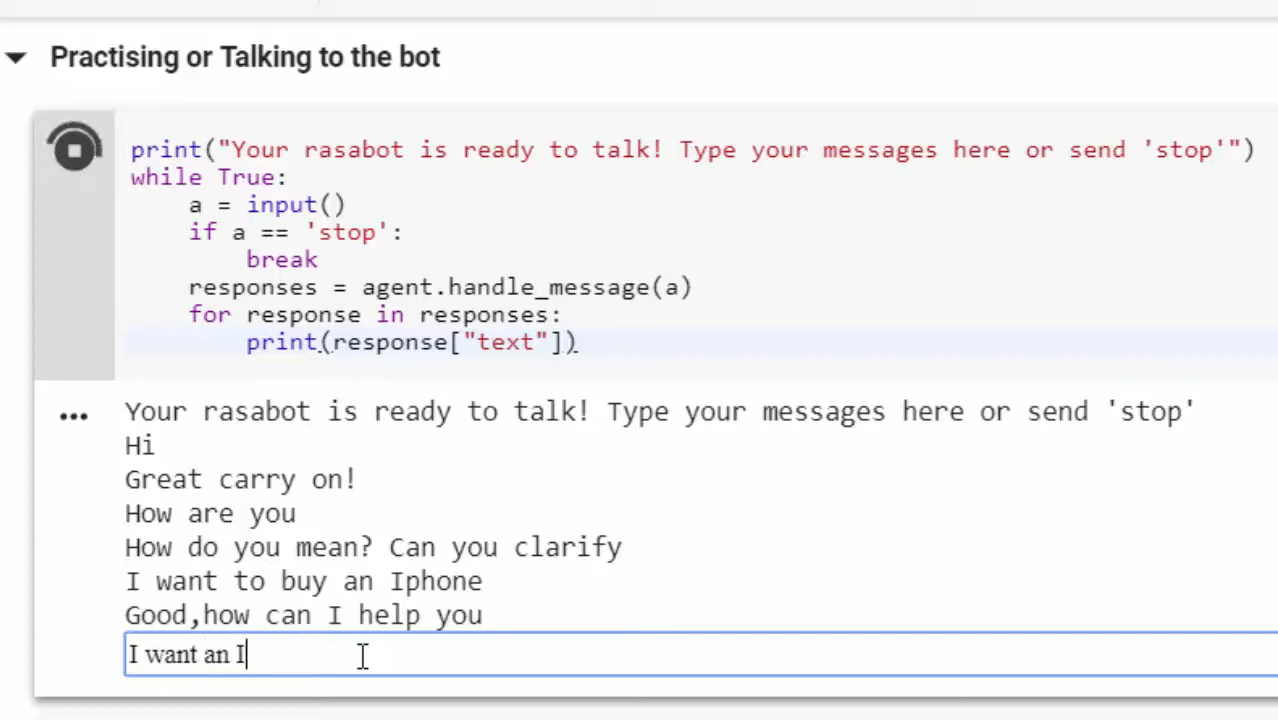 Practising or Talking to the bot
print("Your rasabot is ready to talk! Type your messages here or send 'stop'")
while True:
    a = input()
    if a == 'stop':
        break
    responses = agent.handle_message(a)
    for response in responses:
        print(response["text"])
Your rasabot is ready to talk! Type your messages here or send 'stop'
Hi
Great carry on!
How are you
How do you mean? Can you clarify
I want to buy an Iphone
Good,how can I help you
I want an I